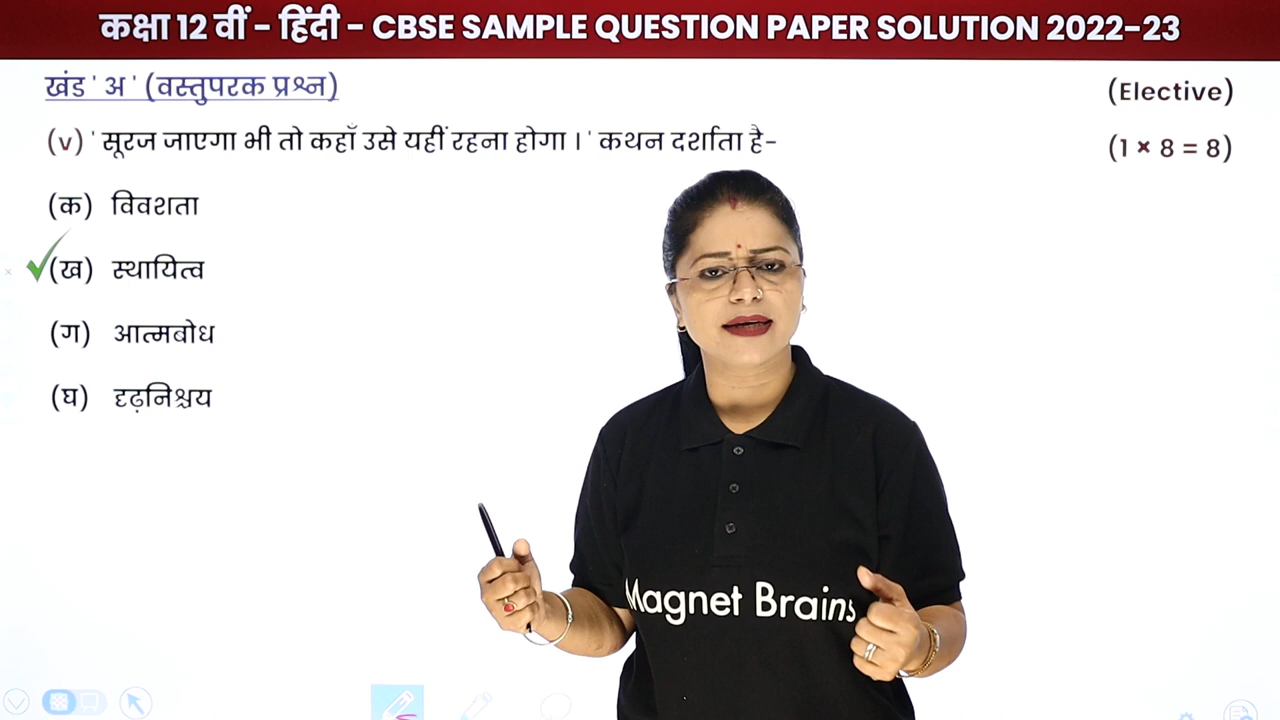 कक्षा 12 वीं - हिंदी - CBSE SAMPLE QUESTION PAPER SOLUTION 2022-23
खंड ' अ ' (वस्तुपरक प्रश्न) (Elective)
(v) ' सूरज जाएगा भी तो कहाँ उसे यहीं रहना होगा । ' कथन दर्शाता है- (1 × 8 = 8)
(क) विवशता
(ख) स्थायित्व
(ग) आत्मबोध
(घ) दृढ़निश्चय
Magnet Brains